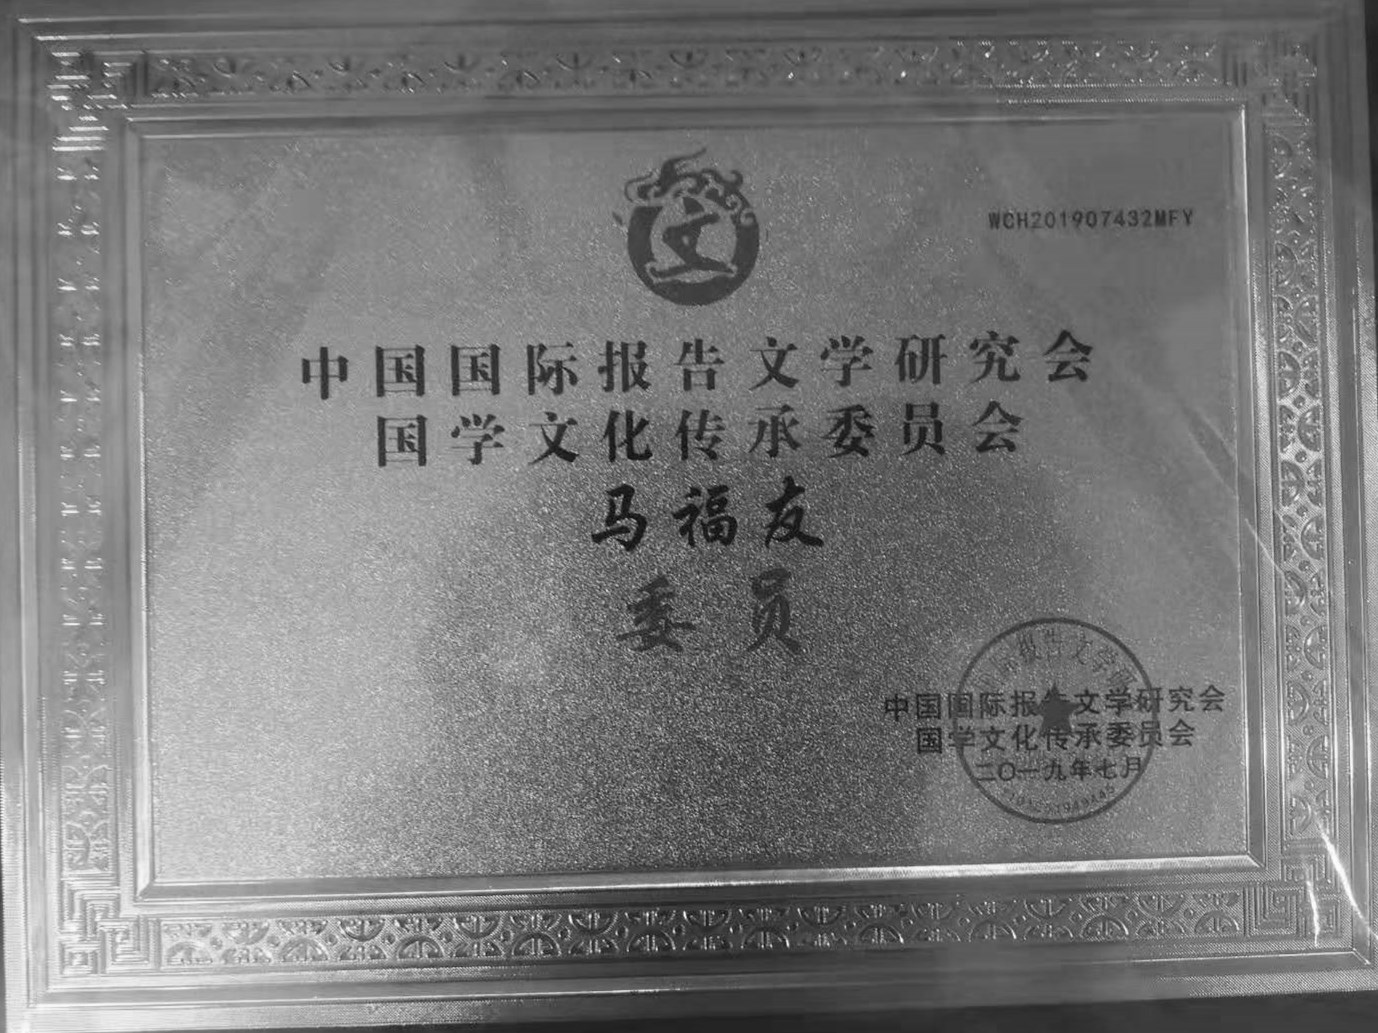 文
WCH201907432MFY
中国国际报告文学研究会
国学文化传承委员会
马福友
委员
中国国际报告文学研究会
国学文化传承委员会
二〇一九年七月